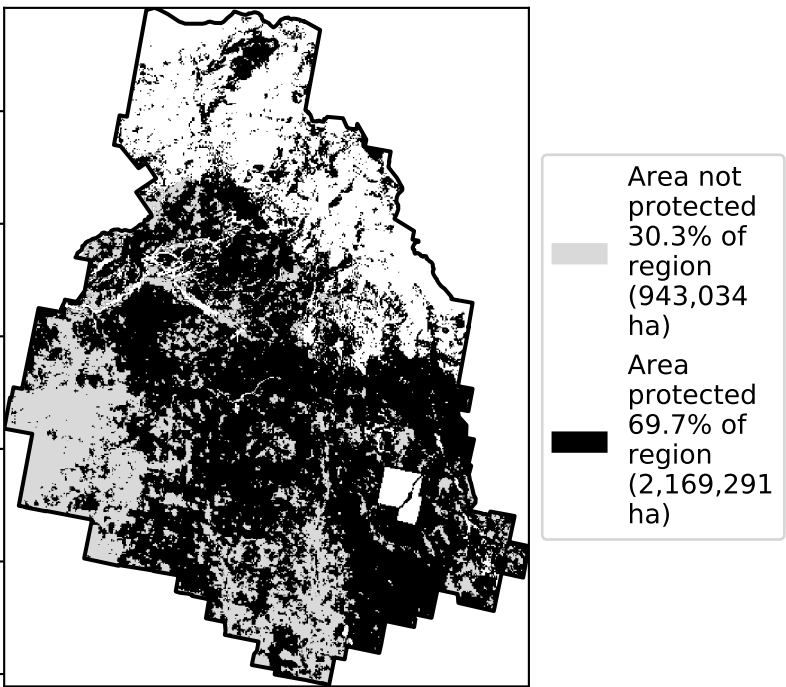 Area not
protected
30.3% of
region
(943,034
ha)
Area
protected
69.7% of
region
(2,169,291
ha)